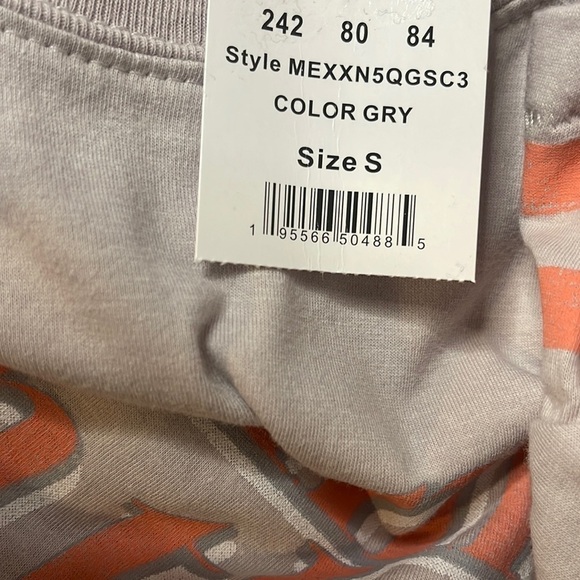 242 80 84
Style MEXXN5QGSC3
COLOR GRY
Size S
1 95566 50488 5